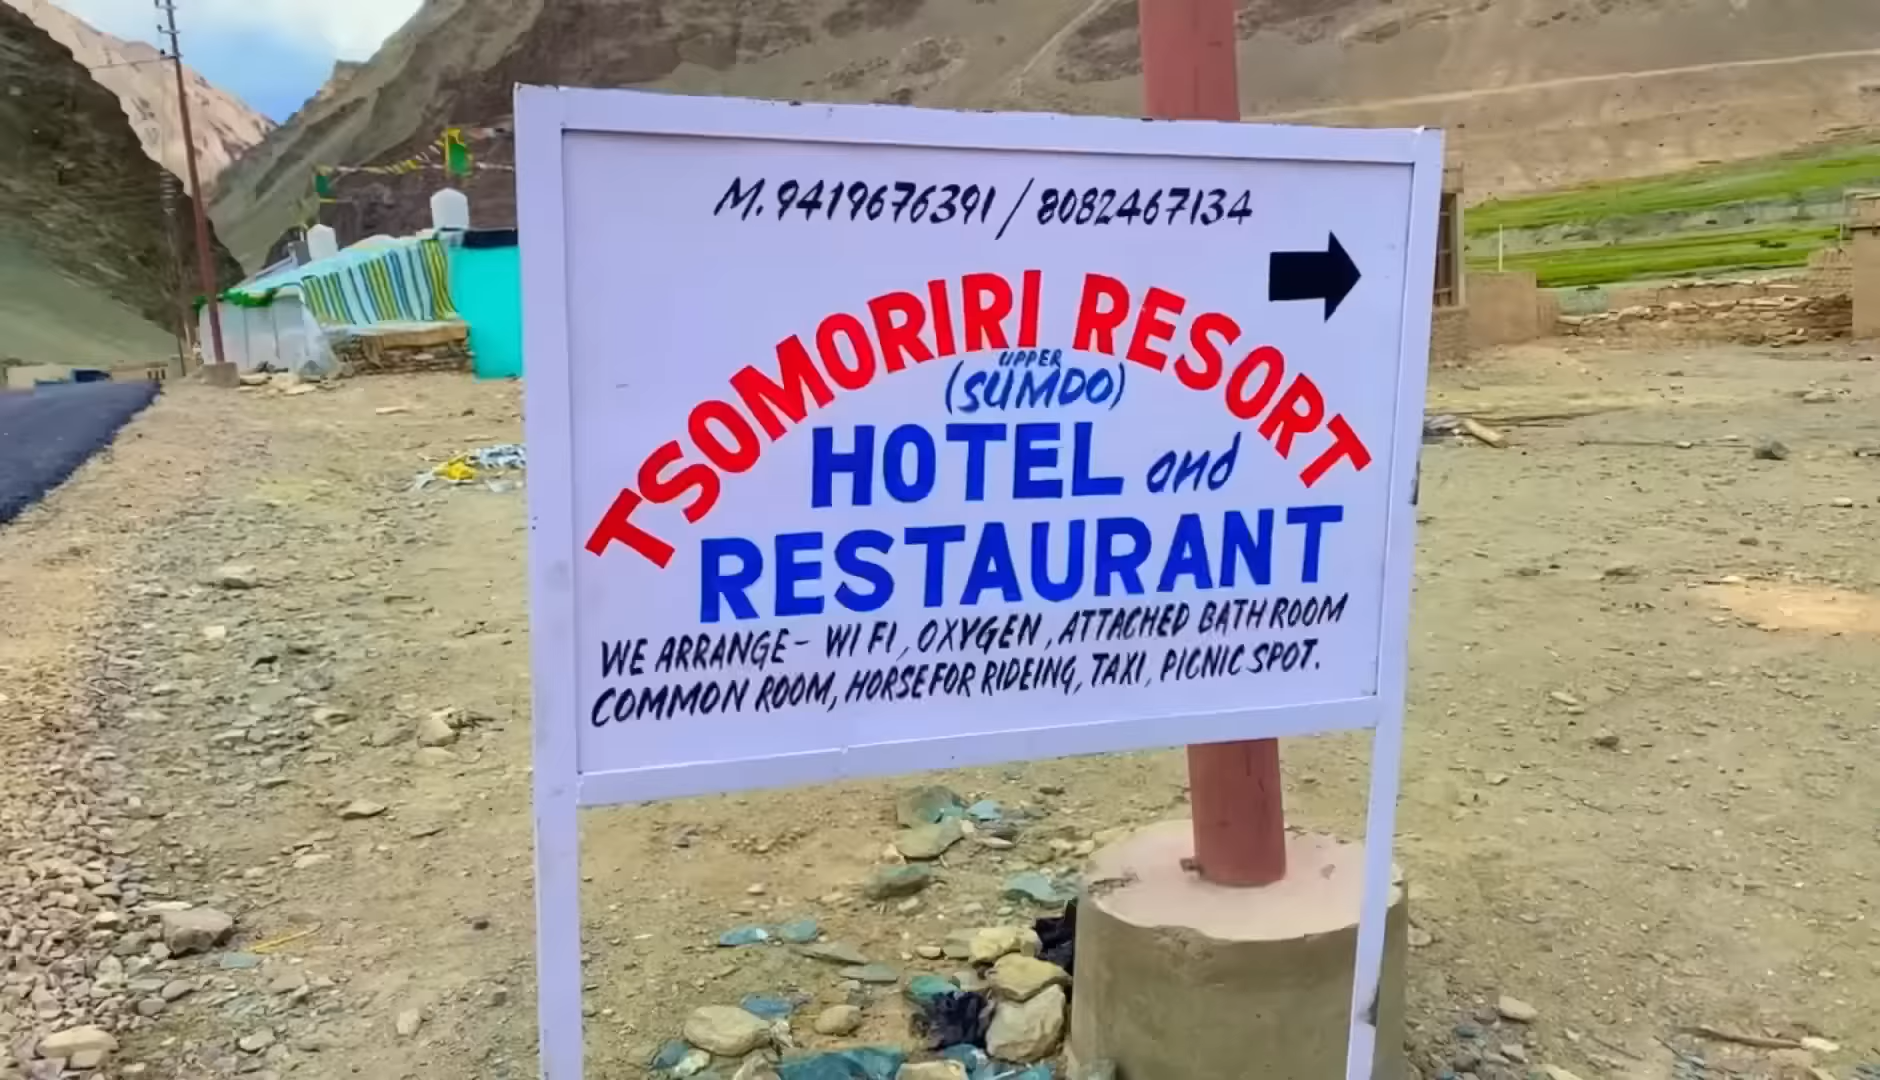 M. 9419676391 / 8082467134
TSOMORIRI RESORT
UPPER
(SUMDO)
HOTEL and
RESTAURANT
WE ARRANGE - WI FI, OXYGEN, ATTACHED BATH ROOM
COMMON ROOM, HORSE FOR RIDEING, TAXI, PICNIC SPOT.